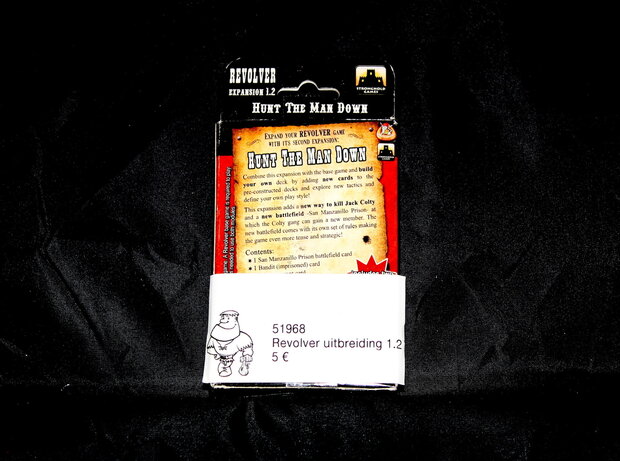 REVOLVER
EXPANSION 1.2
STRONGHOLD
GAMES
HUNT THE MAN DOWN
EXPAND YOUR REVOLVER GAME
WITH ITS SECOND EXPANSION:
HUNT THE MAN DOWN
Combine this expansion with the base game and build
your own deck by adding new cards to the
pre-constructed decks and explore new tactics and
define your own play style!
This expansion adds a new way to kill Jack Colty
and a new battlefield -San Manzanillo Prison- at
which the Colty gang can gain a new member. The
new battlefield comes with its own set of rules making
the game even more tense and strategic!
Contents:
1 San Manzanillo Prison battlefield card
1 Bandit (imprisoned) card
51968
Revolver uitbreiding 1.2
5 €